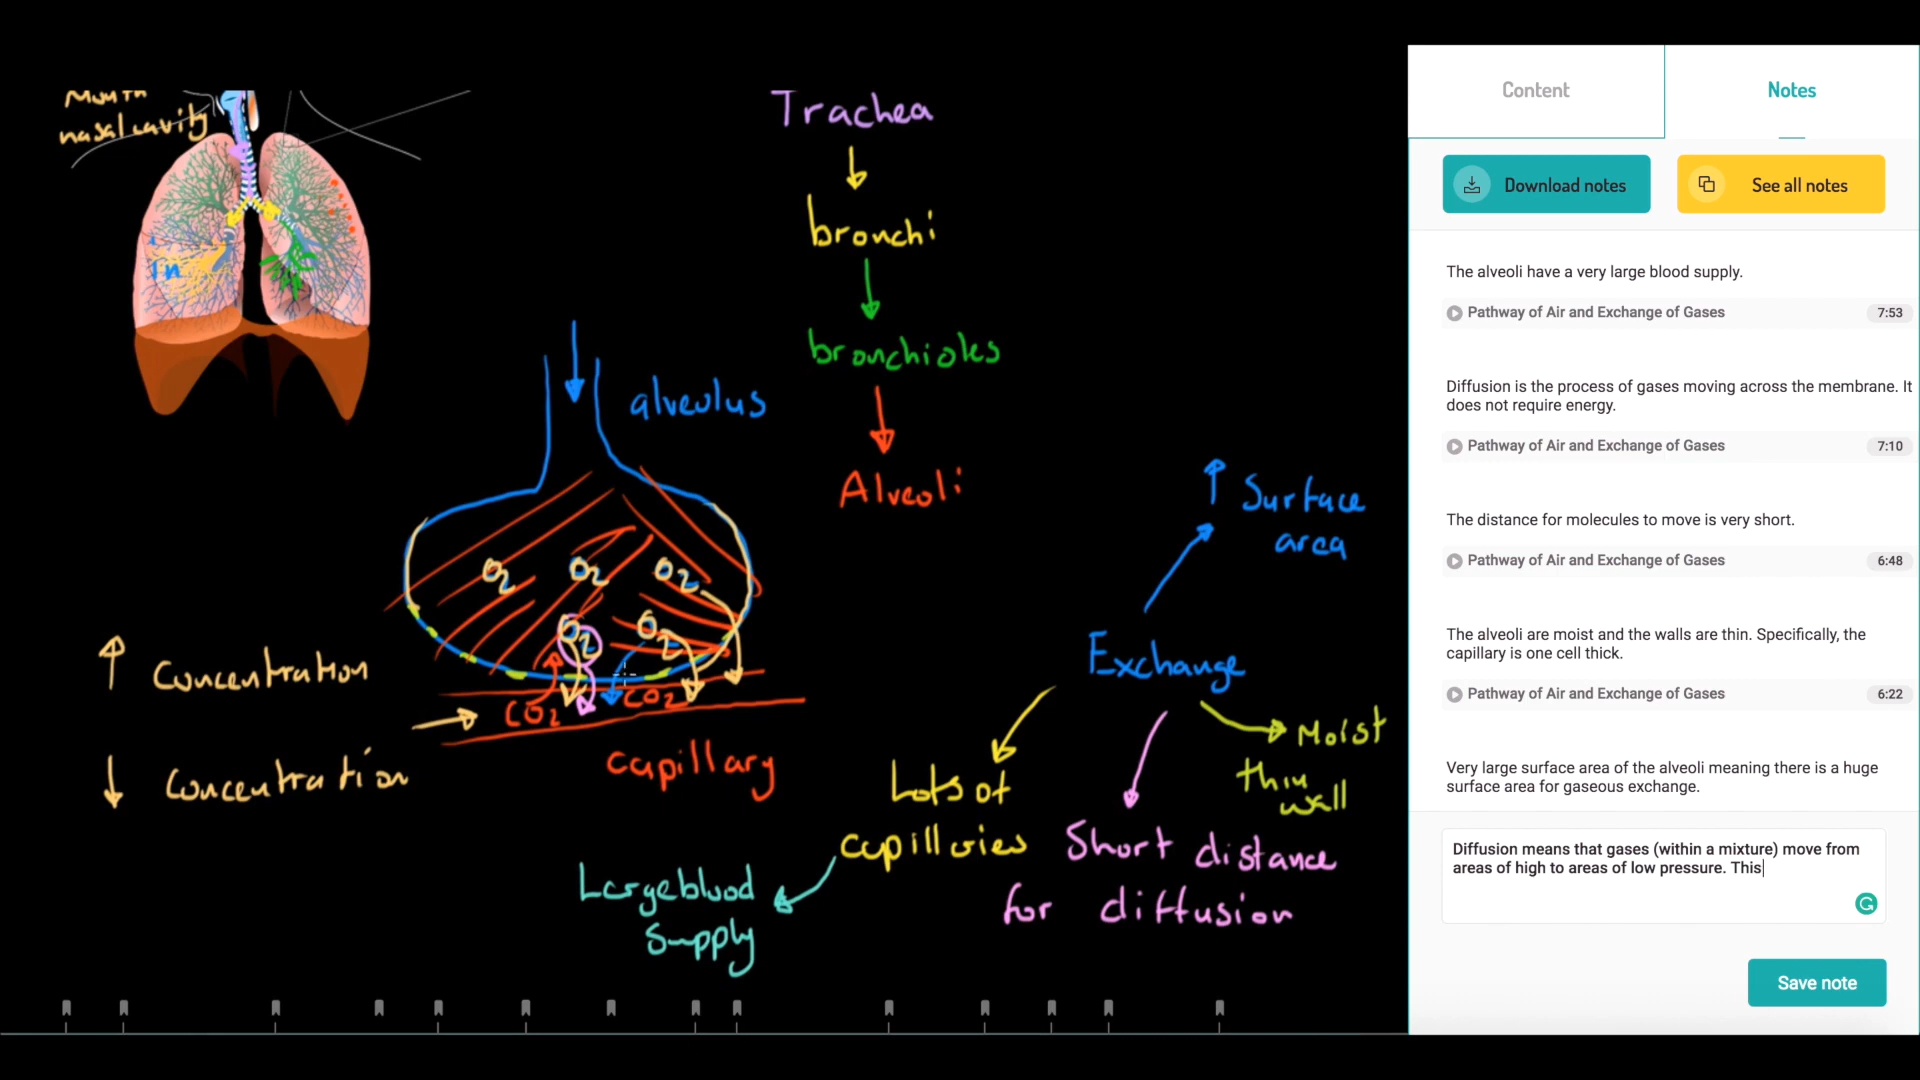 Mouth
nasal cavity
In
Trachea
bronchi
bronchioles
Alveoli
alveolus
O2 O2 O2
O2 O2
CO2 CO2
capillary
↑ Concentration
↓ Concentration
Exchange
↑ Surface
area
Moist
thin
wall
Short distance
for diffusion
Lots of
capillaries
Large blood
Supply
Content
Notes
Download notes
See all notes
The alveoli have a very large blood supply.
Pathway of Air and Exchange of Gases 7:53
Diffusion is the process of gases moving across the membrane. It
does not require energy.
Pathway of Air and Exchange of Gases 7:10
The distance for molecules to move is very short.
Pathway of Air and Exchange of Gases 6:48
The alveoli are moist and the walls are thin. Specifically, the
capillary is one cell thick.
Pathway of Air and Exchange of Gases 6:22
Very large surface area of the alveoli meaning there is a huge
surface area for gaseous exchange.
Diffusion means that gases (within a mixture) move from
areas of high to areas of low pressure. This
Save note